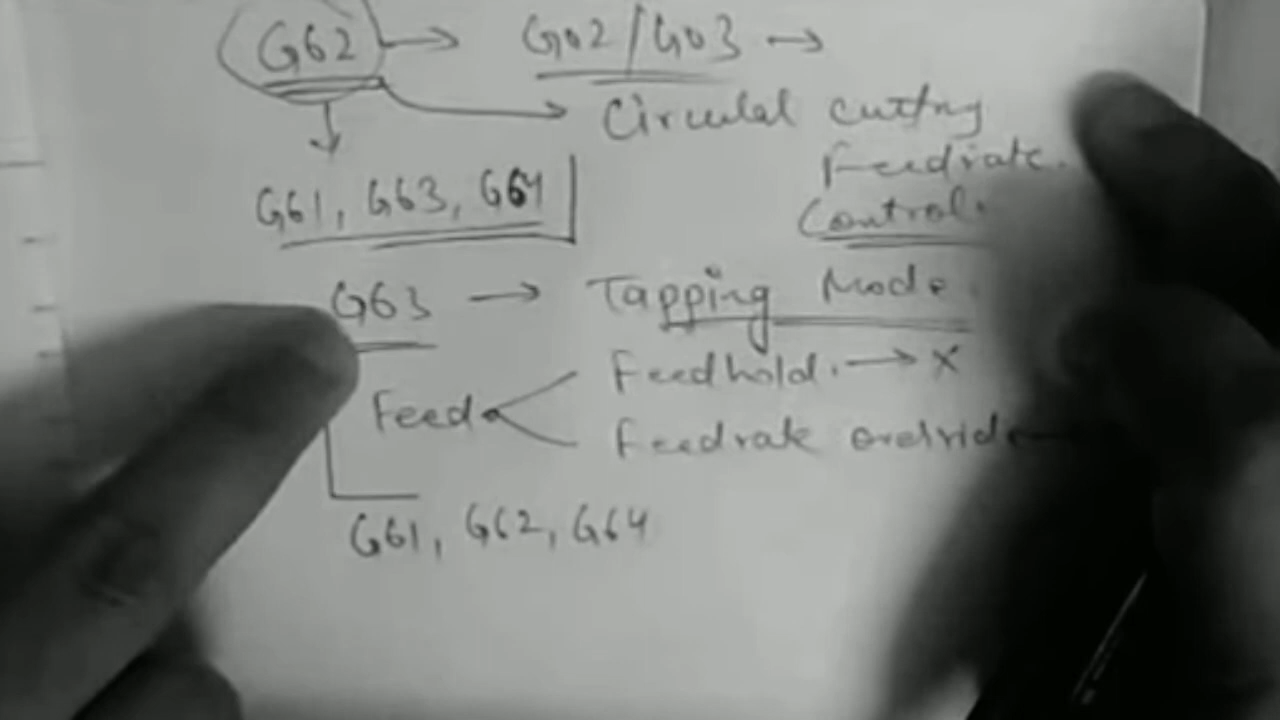 G62 → G02/G03 →
Circulal cutting
Feedrate.
Control.
G61, G63, G64
G63 → Tapping Mode.
Feedhold. → X
Feed
Feedrate override
G61, G62, G64